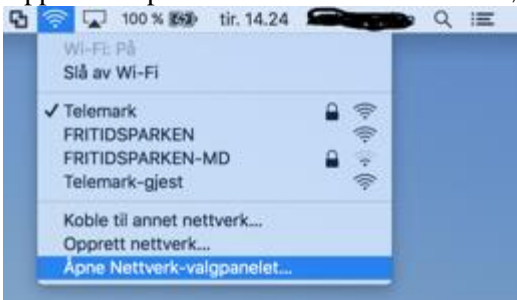 100 % tir. 14.24
Wi-Fi: På
Slå av Wi-Fi
Telemark
FRITIDSPARKEN
FRITIDSPARKEN-MD
Telemark-gjest
Koble til annet nettverk...
Opprett nettverk...
Åpne Nettverk-valgpanelet...